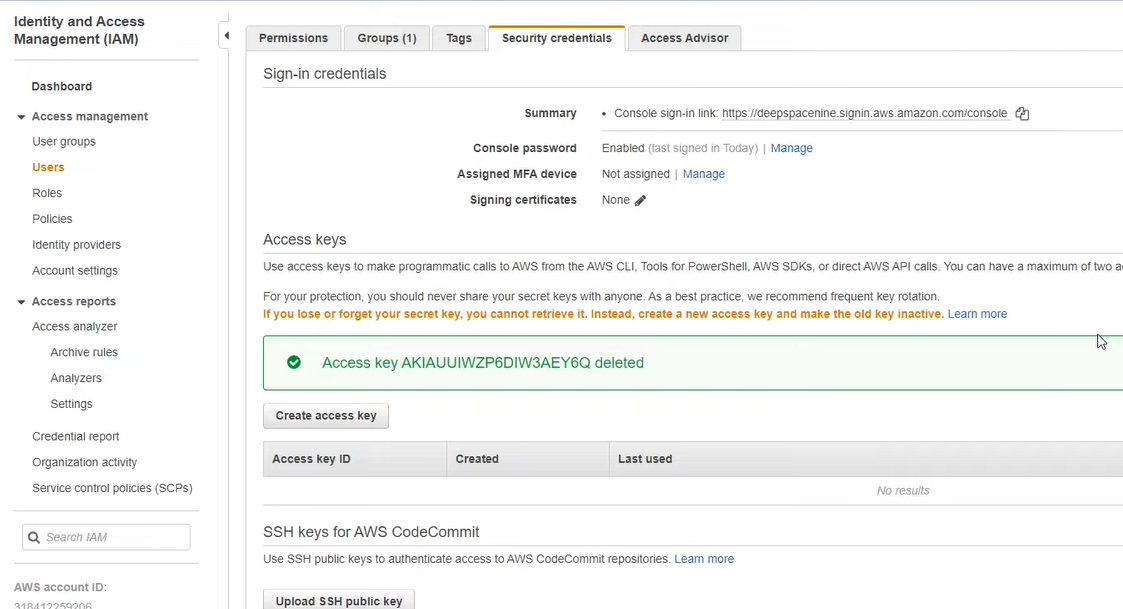 Identity and Access
Management (IAM)
Dashboard
Access management
User groups
Users
Roles
Policies
Identity providers
Account settings
Access reports
Access analyzer
Archive rules
Analyzers
Settings
Credential report
Organization activity
Service control policies (SCPs)
Search IAM
AWS account ID:
318412259206
Permissions Groups (1) Tags Security credentials Access Advisor
Sign-in credentials
Summary • Console sign-in link: https://deepspacenine.signin.aws.amazon.com/console
Console password Enabled (last signed in Today) | Manage
Assigned MFA device Not assigned | Manage
Signing certificates None
Access keys
Use access keys to make programmatic calls to AWS from the AWS CLI, Tools for PowerShell, AWS SDKs, or direct AWS API calls. You can have a maximum of two
For your protection, you should never share your secret keys with anyone. As a best practice, we recommend frequent key rotation.
If you lose or forget your secret key, you cannot retrieve it. Instead, create a new access key and make the old key inactive. Learn more
Access key AKIAUUIWZP6DIW3AEY6Q deleted
Create access key
Access key ID Created Last used
No results
SSH keys for AWS CodeCommit
Use SSH public keys to authenticate access to AWS CodeCommit repositories. Learn more
Upload SSH public key